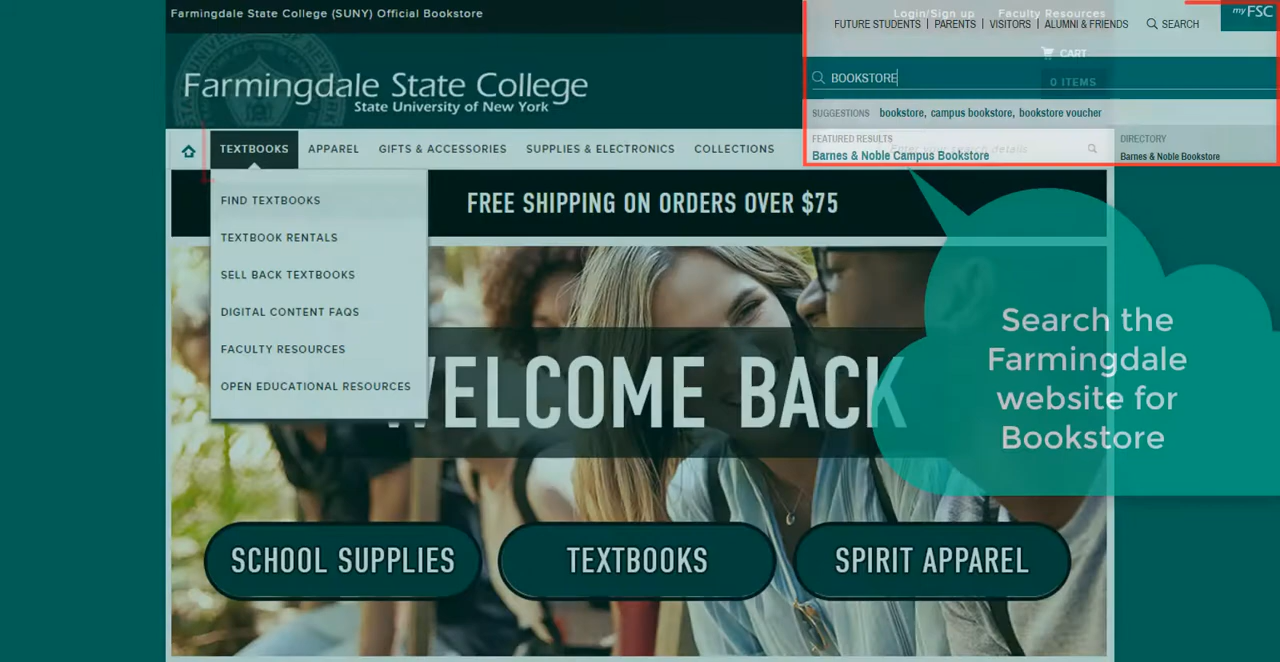 Farmingdale State College (SUNY) Official Bookstore
Login/Sign up Faculty Resources
myFSC
FUTURE STUDENTS | PARENTS | VISITORS | ALUMNI & FRIENDS SEARCH
CART
BOOKSTORE
0 ITEMS
Farmingdale State College
State University of New York
SUGGESTIONS bookstore, campus bookstore, bookstore voucher
FEATURED RESULTS
DIRECTORY
Barnes & Noble Campus Bookstore
Barnes & Noble Bookstore
TEXTBOOKS APPAREL GIFTS & ACCESSORIES SUPPLIES & ELECTRONICS COLLECTIONS Enter your search details
FIND TEXTBOOKS
TEXTBOOK RENTALS
SELL BACK TEXTBOOKS
DIGITAL CONTENT FAQS
FACULTY RESOURCES
OPEN EDUCATIONAL RESOURCES
FREE SHIPPING ON ORDERS OVER $75
WELCOME BACK
Search the
Farmingdale
website for
Bookstore
SCHOOL SUPPLIES
TEXTBOOKS
SPIRIT APPAREL